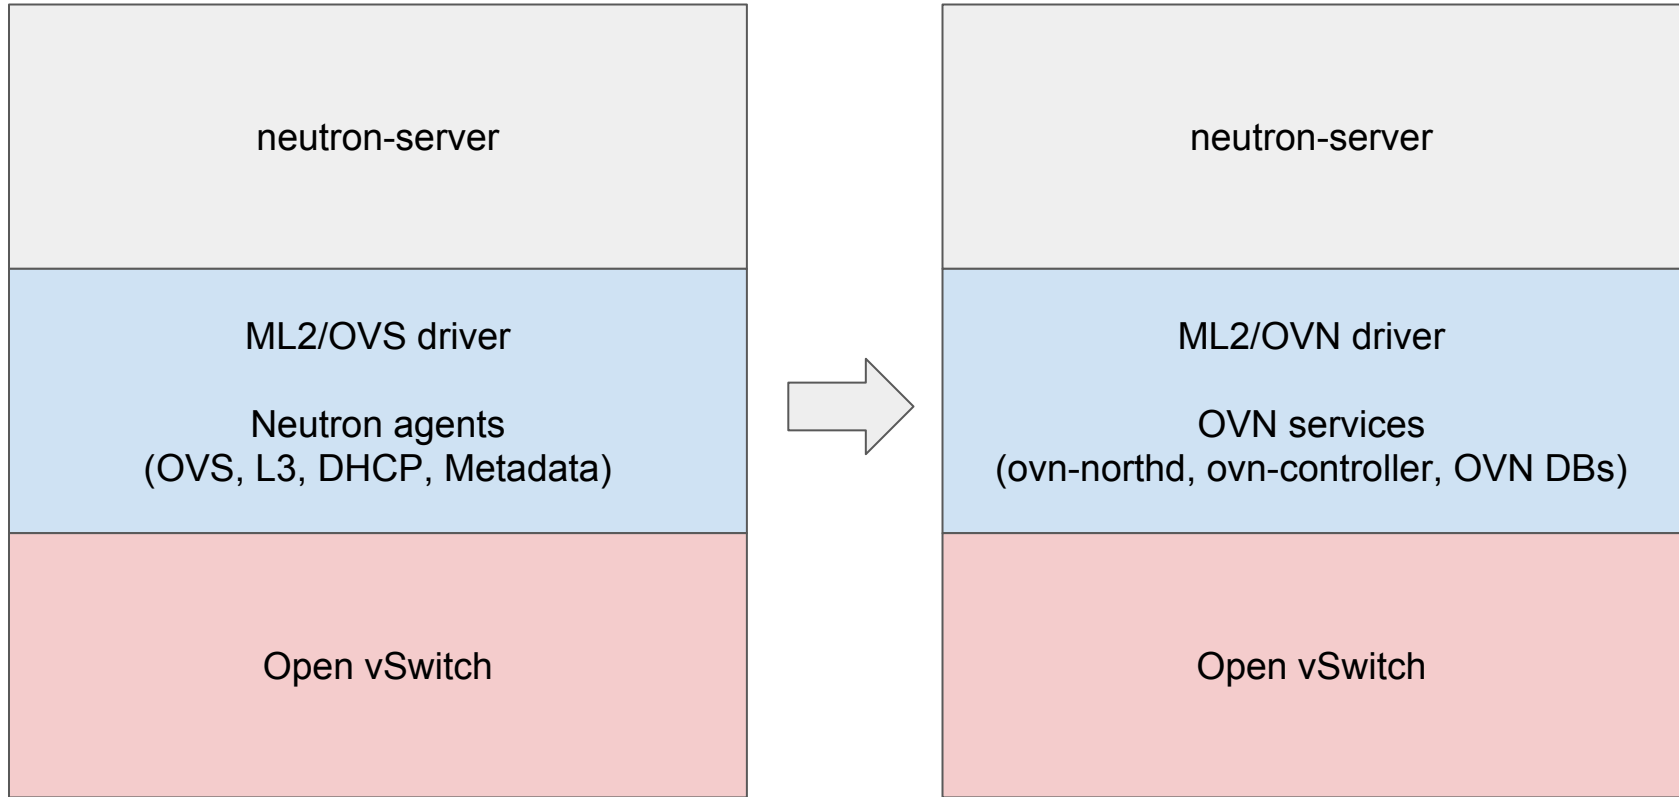 neutron-server
ML2/OVS driver
Neutron agents
(OVS, L3, DHCP, Metadata)
Open vSwitch
neutron-server
ML2/OVN driver
OVN services
(ovn-northd, ovn-controller, OVN DBs)
Open vSwitch